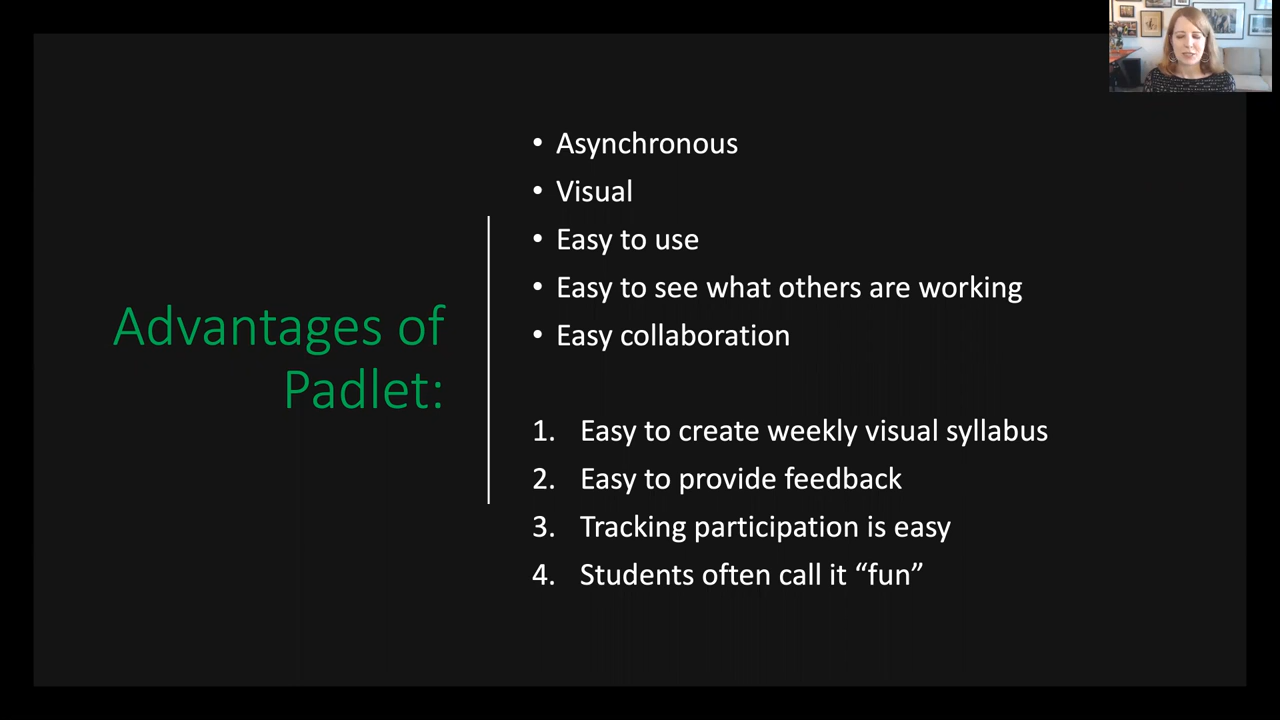 Advantages of
Padlet:
• Asynchronous
• Visual
• Easy to use
• Easy to see what others are working
• Easy collaboration
1. Easy to create weekly visual syllabus
2. Easy to provide feedback
3. Tracking participation is easy
4. Students often call it “fun”